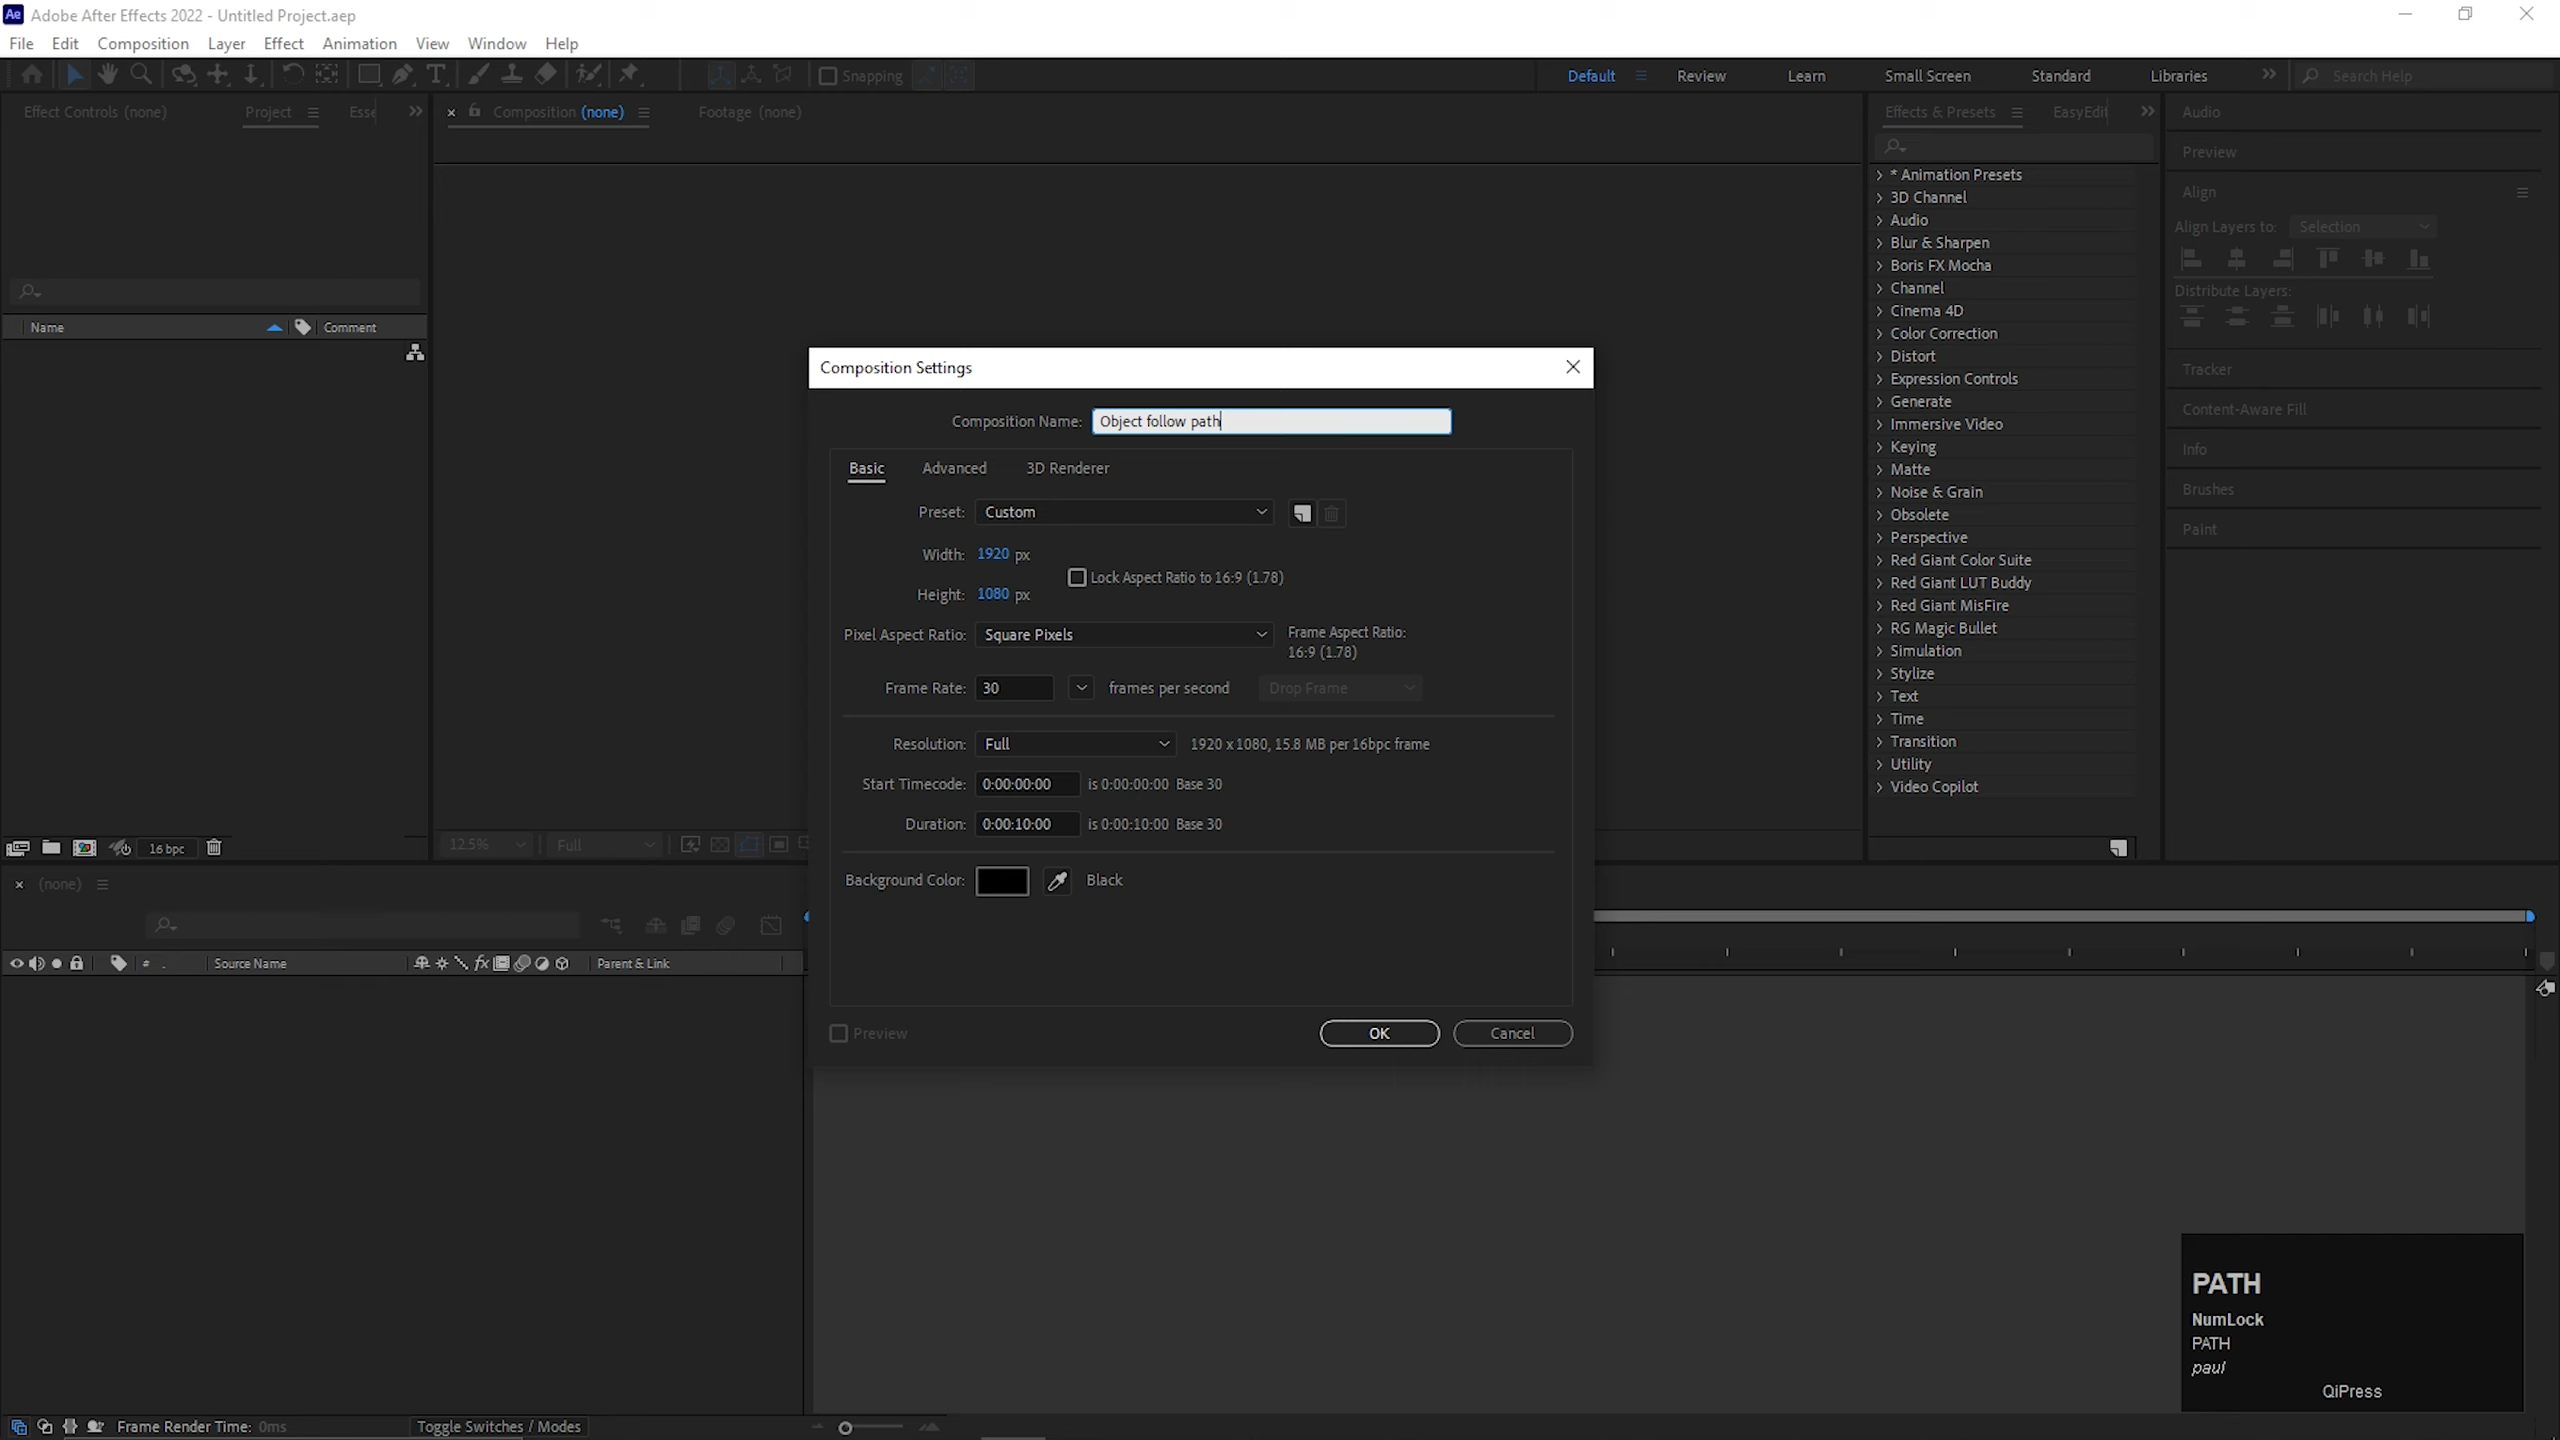 Ae Adobe After Effects 2022 - Untitled Project.aep
File Edit Composition Layer Effect Animation View Window Help
Snapping Default Review Learn Small Screen Standard Libraries Search Help
Effect Controls (none) Project Esse Composition (none) Footage (none) Effects & Presets EasyEdit Audio
Preview
* Animation Presets
Align
3D Channel
Audio
Align Layers to: Selection
Blur & Sharpen
Boris FX Mocha
Channel
Distribute Layers:
Cinema 4D
Name Comment
Color Correction
Distort
Tracker
Expression Controls
Generate
Content-Aware Fill
Immersive Video
Keying
Info
Matte
Noise & Grain
Brushes
Obsolete
Paint
Perspective
Red Giant Color Suite
Red Giant LUT Buddy
Red Giant MisFire
RG Magic Bullet
Simulation
Stylize
Text
Time
Transition
Utility
Video Copilot
Composition Settings
Composition Name: Object follow path
Basic Advanced 3D Renderer
Preset: Custom
Width: 1920 px
Lock Aspect Ratio to 16:9 (1.78)
Height: 1080 px
Pixel Aspect Ratio: Square Pixels Frame Aspect Ratio:
16:9 (1.78)
Frame Rate: 30 frames per second Drop Frame
Resolution: Full 1920 x 1080, 15.8 MB per 16bpc frame
Start Timecode: 0:00:00:00 is 0:00:00:00 Base 30
Duration: 0:00:10:00 is 0:00:10:00 Base 30
Background Color: Black
Preview OK Cancel
16 bpc 12.5% Full
(none)
# . Source Name fx Parent & Link
PATH
NumLock
PATH
paul
QiPress
Frame Render Time: 0ms Toggle Switches / Modes